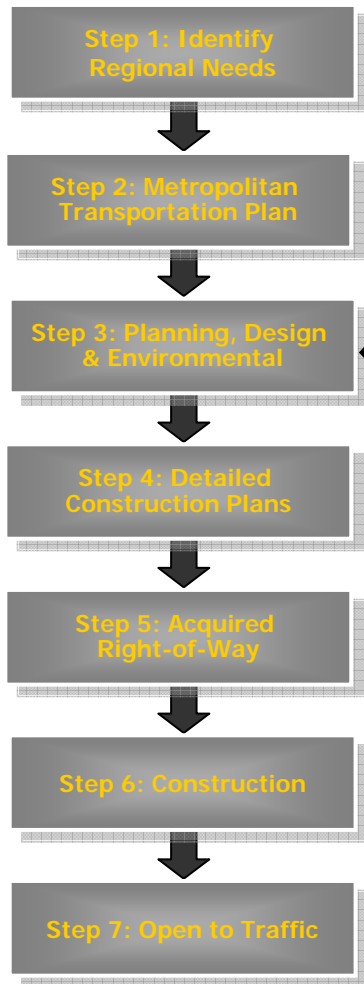 Step 1: Identify
Regional Needs
Step 2: Metropolitan
Transportation Plan
Step 3: Planning, Design
& Environmental
Step 4: Detailed
Construction Plans
Step 5: Acquired
Right-of-Way
Step 6: Construction
Step 7: Open to Traffic